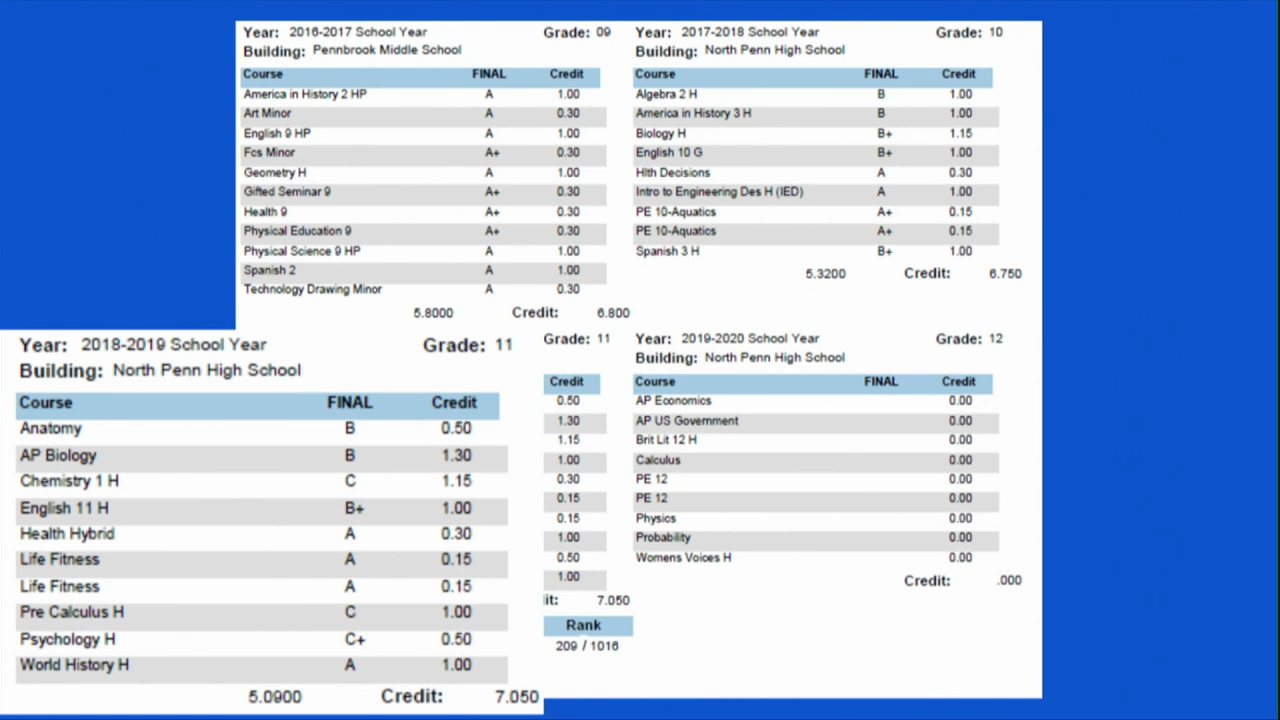 Year: 2016-2017 School Year Grade: 09
Building: Pennbrook Middle School
Course FINAL Credit
America in History 2 HP A 1.00
Art Minor A 0.30
English 9 HP A 1.00
Fcs Minor A+ 0.30
Geometry H A 1.00
Gifted Seminar 9 A+ 0.30
Health 9 A+ 0.30
Physical Education 9 A+ 0.30
Physical Science 9 HP A 1.00
Spanish 2 A 1.00
Technology Drawing Minor A 0.30
5.8000 Credit: 6.800
Year: 2017-2018 School Year Grade: 10
Building: North Penn High School
Course FINAL Credit
Algebra 2 H B 1.00
America in History 3 H B 1.00
Biology H B+ 1.15
English 10 G B+ 1.00
Hlth Decisions A 0.30
Intro to Engineering Des H (IED) A 1.00
PE 10-Aquatics A+ 0.15
PE 10-Aquatics A+ 0.15
Spanish 3 H B+ 1.00
5.3200 Credit: 6.750
Year: 2018-2019 School Year Grade: 11
Building: North Penn High School
Course FINAL Credit
Anatomy B 0.50
AP Biology B 1.30
Chemistry 1 H C 1.15
English 11 H B+ 1.00
Health Hybrid A 0.30
Life Fitness A 0.15
Life Fitness A 0.15
Pre Calculus H C 1.00
Psychology H C+ 0.50
World History H A 1.00
5.0900 Credit: 7.050
Grade: 11
Credit
0.50
1.30
1.15
1.00
0.30
0.15
0.15
1.00
0.50
1.00
it: 7.050
Rank
209 / 1016
Year: 2019-2020 School Year Grade: 12
Building: North Penn High School
Course FINAL Credit
AP Economics 0.00
AP US Government 0.00
Brit Lit 12 H 0.00
Calculus 0.00
PE 12 0.00
PE 12 0.00
Physics 0.00
Probability 0.00
Womens Voices H 0.00
Credit: .000